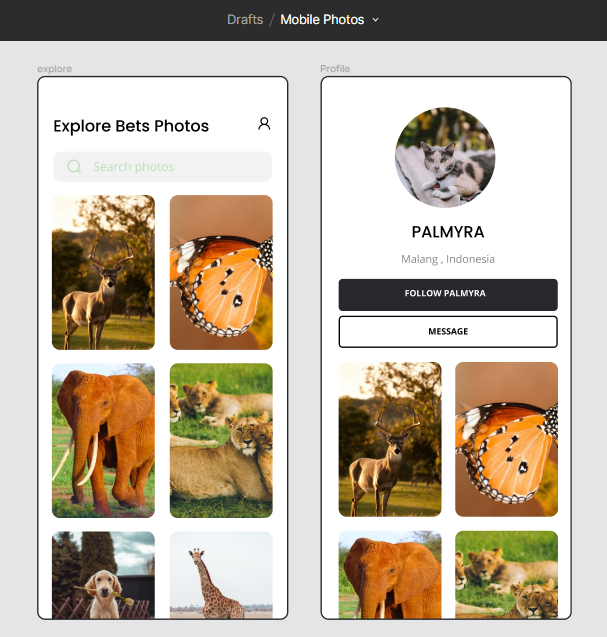 Drafts / Mobile Photos
explore
Explore Bets Photos
Search photos
Profile
PALMYRA
Malang , Indonesia
FOLLOW PALMYRA
MESSAGE